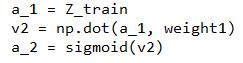 a_1 = Z_train
v2 = np.dot(a_1, weight1)
a_2 = sigmoid(v2)